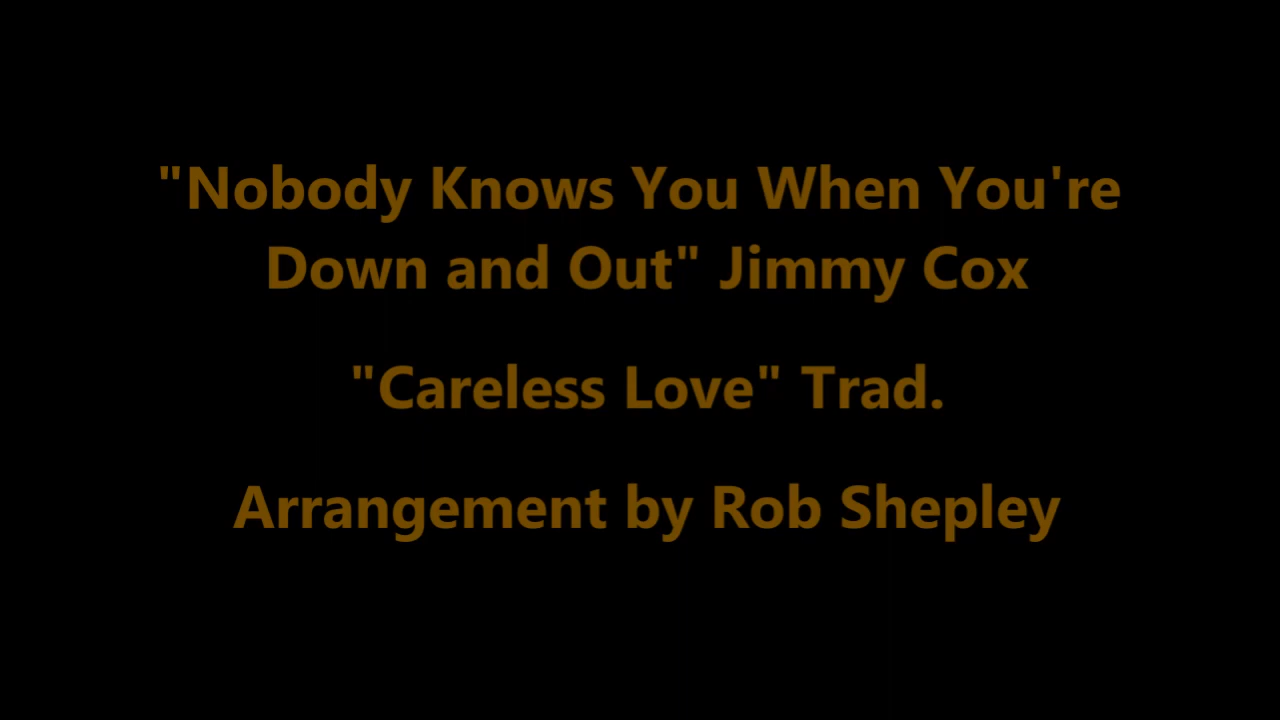 "Nobody Knows You When You're
Down and Out" Jimmy Cox
"Careless Love" Trad.
Arrangement by Rob Shepley